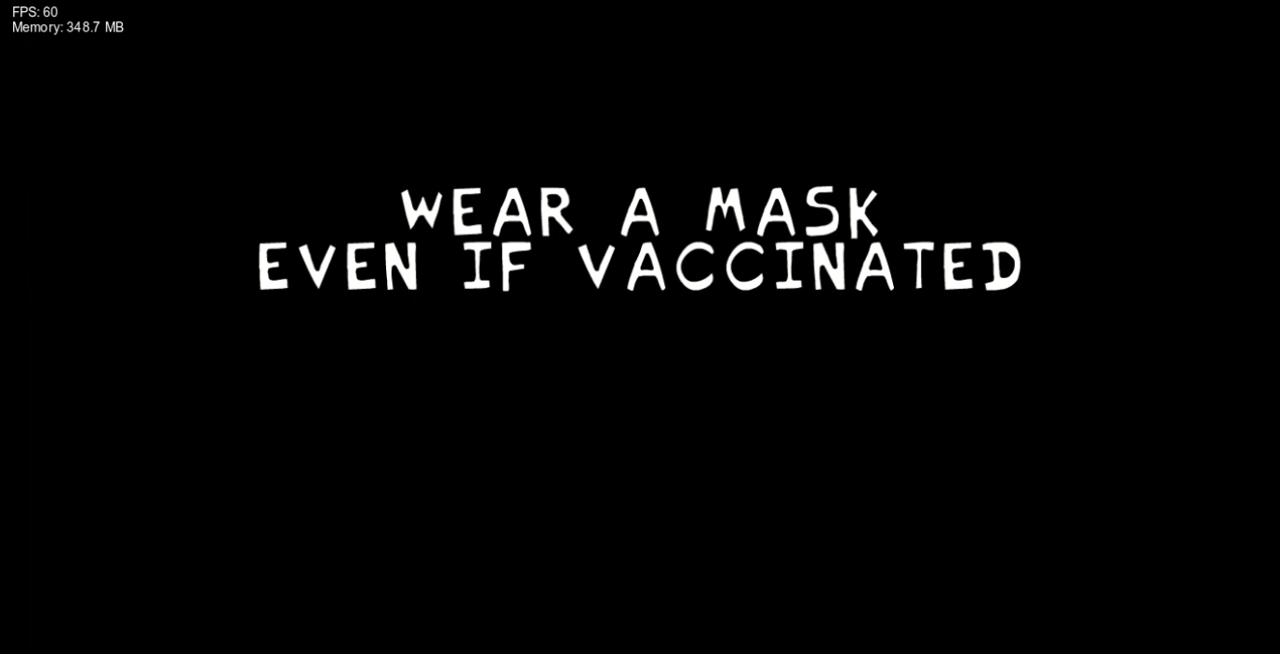 FPS: 60
Memory: 348.7 MB
WEAR A MASK
EVEN IF VACCINATED